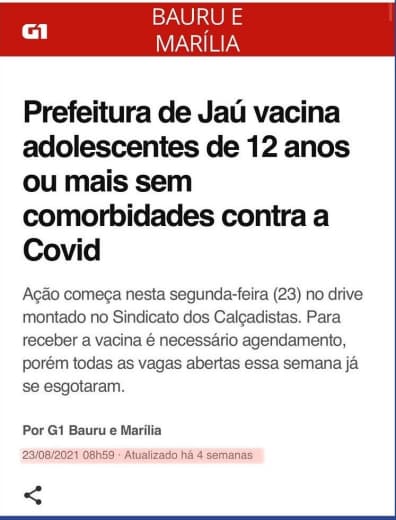 G1
BAURU E
MARÍLIA
Prefeitura de Jaú vacina
adolescentes de 12 anos
ou mais sem
comorbidades contra a
Covid
Ação começa nesta segunda-feira (23) no drive
montado no Sindicato dos Calçadistas. Para
receber a vacina é necessário agendamento,
porém todas as vagas abertas essa semana já
se esgotaram.
Por G1 Bauru e Marília
23/08/2021 08h59 · Atualizado há 4 semanas